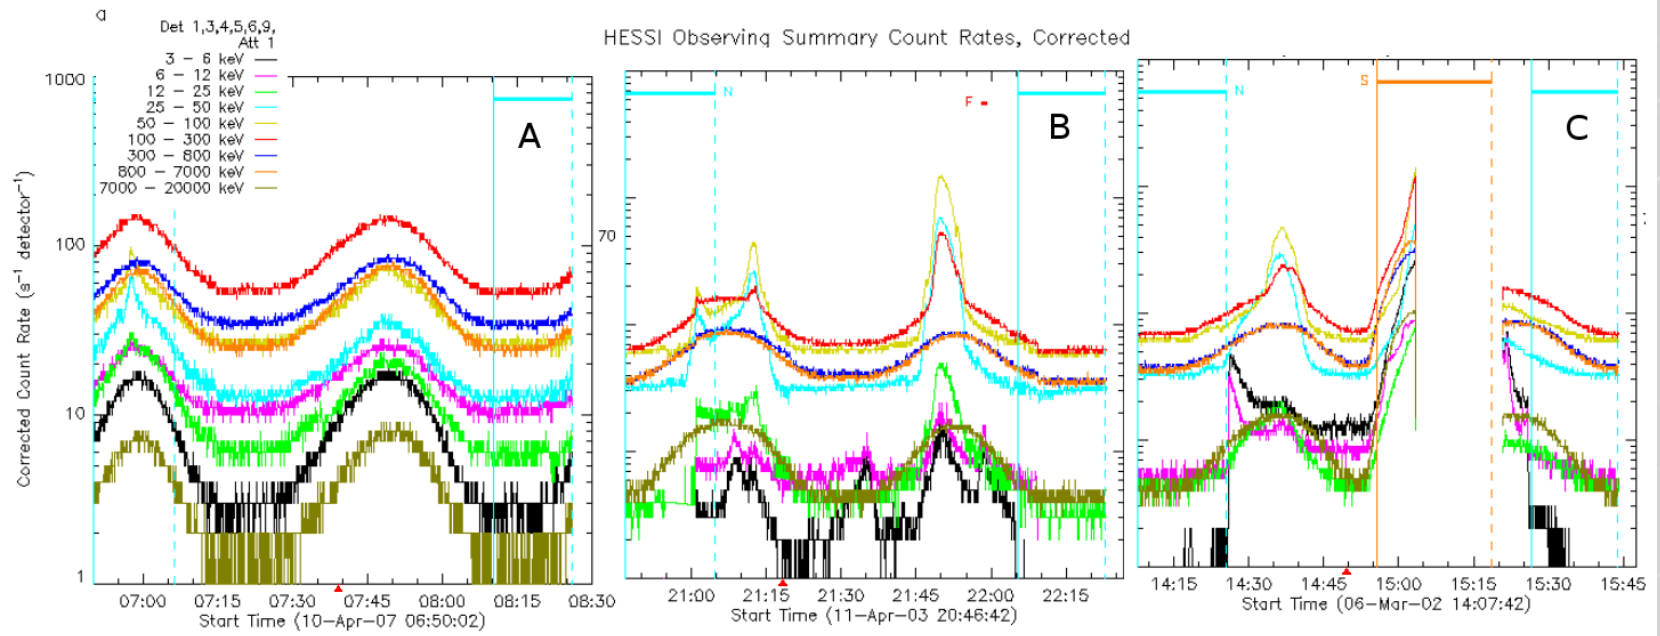 a
Det 1,3,4,5,6,9,
Att 1
3 - 6 keV
6 - 12 keV
12 - 25 keV
25 - 50 keV
50 - 100 keV
100 - 300 keV
300 - 800 keV
800 - 7000 keV
7000 - 20000 keV
HESSI Observing Summary Count Rates, Corrected
Corrected Count Rate (s⁻¹ detector⁻¹)
1000
100
10
1
A
07:00 07:15 07:30 07:45 08:00 08:15 08:30
Start Time (10-Apr-07 06:50:02)
70
N
F
B
21:00 21:15 21:30 21:45 22:00 22:15
Start Time (11-Apr-03 20:46:42)
N
S
C
14:15 14:30 14:45 15:00 15:15 15:30 15:45
Start Time (06-Mar-02 14:07:42)